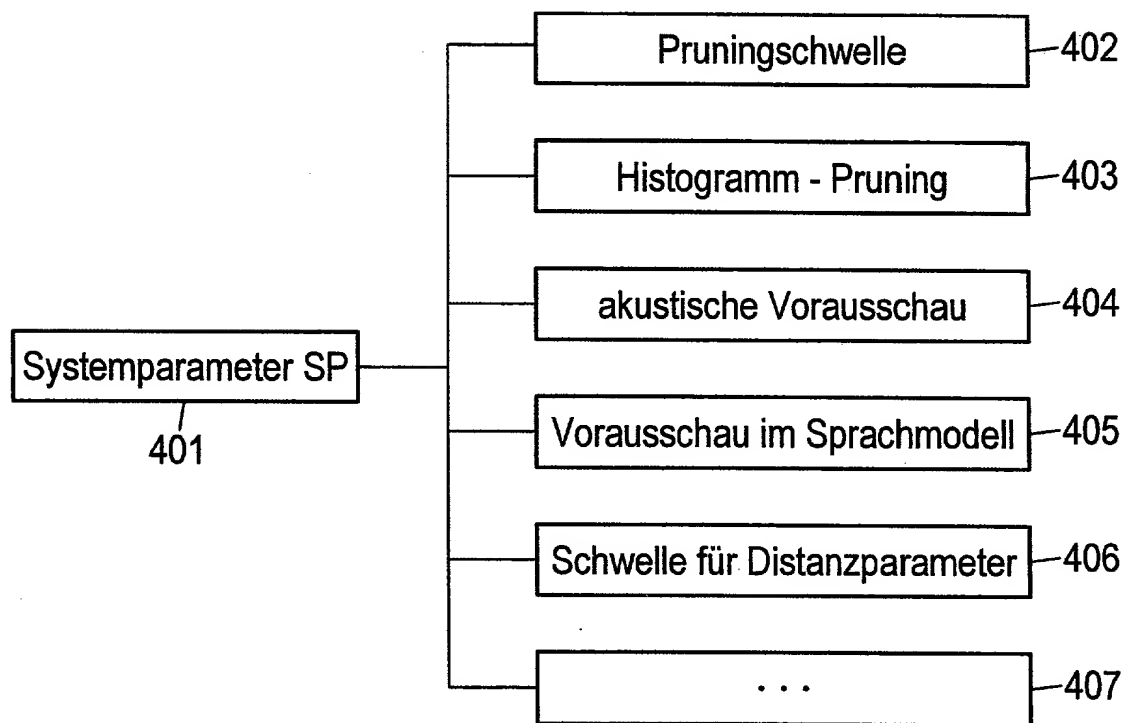 Pruningschwelle 402
Histogramm - Pruning 403
akustische Vorausschau 404
Systemparameter SP
401
Vorausschau im Sprachmodell 405
Schwelle für Distanzparameter 406
. . . 407